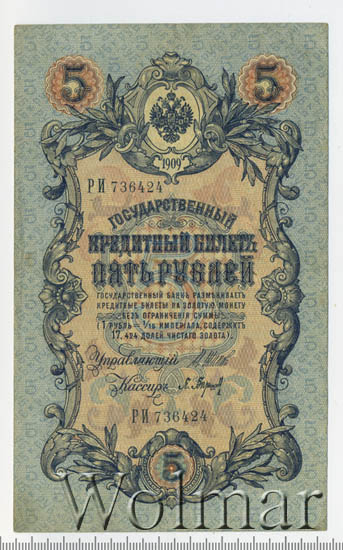 5 5
1909
РИ 736424
ГОСУДАРСТВЕННЫЙ
КРЕДИТНЫЙ БИЛЕТЪ
ПЯТЬ РУБЛЕЙ
ГОСУДАРСТВЕННЫЙ БАНКЪ РАЗМѢНИВАЕТЪ
КРЕДИТНЫЕ БИЛЕТЫ НА ЗОЛОТУЮ МОНЕТУ
БЕЗЪ ОГРАНИЧЕНІЯ СУММЫ
(1 РУБЛЬ = 1/15 ИМПЕРІАЛА, СОДЕРЖИТЪ
17,424 ДОЛЕЙ ЧИСТАГО ЗОЛОТА).
Управляющій
Кассиръ
РИ 736424
5
Wolmar